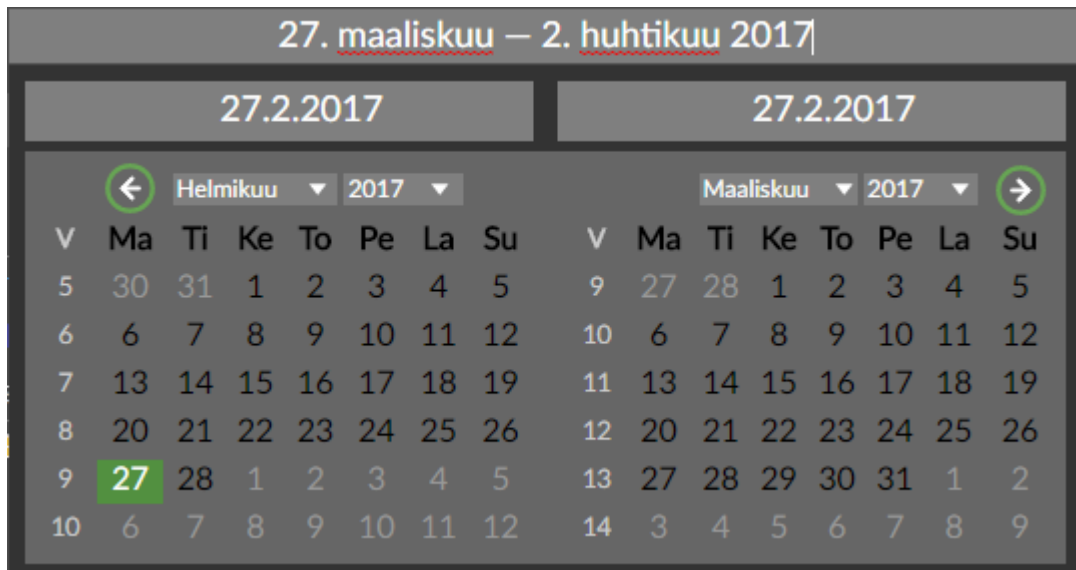 27. maaliskuu — 2. huhtikuu 2017
27.2.2017 27.2.2017
Helmikuu 2017 Maaliskuu 2017
V Ma Ti Ke To Pe La Su V Ma Ti Ke To Pe La Su
5 30 31 1 2 3 4 5 9 27 28 1 2 3 4 5
6 6 7 8 9 10 11 12 10 6 7 8 9 10 11 12
7 13 14 15 16 17 18 19 11 13 14 15 16 17 18 19
8 20 21 22 23 24 25 26 12 20 21 22 23 24 25 26
9 27 28 1 2 3 4 5 13 27 28 29 30 31 1 2
10 6 7 8 9 10 11 12 14 3 4 5 6 7 8 9